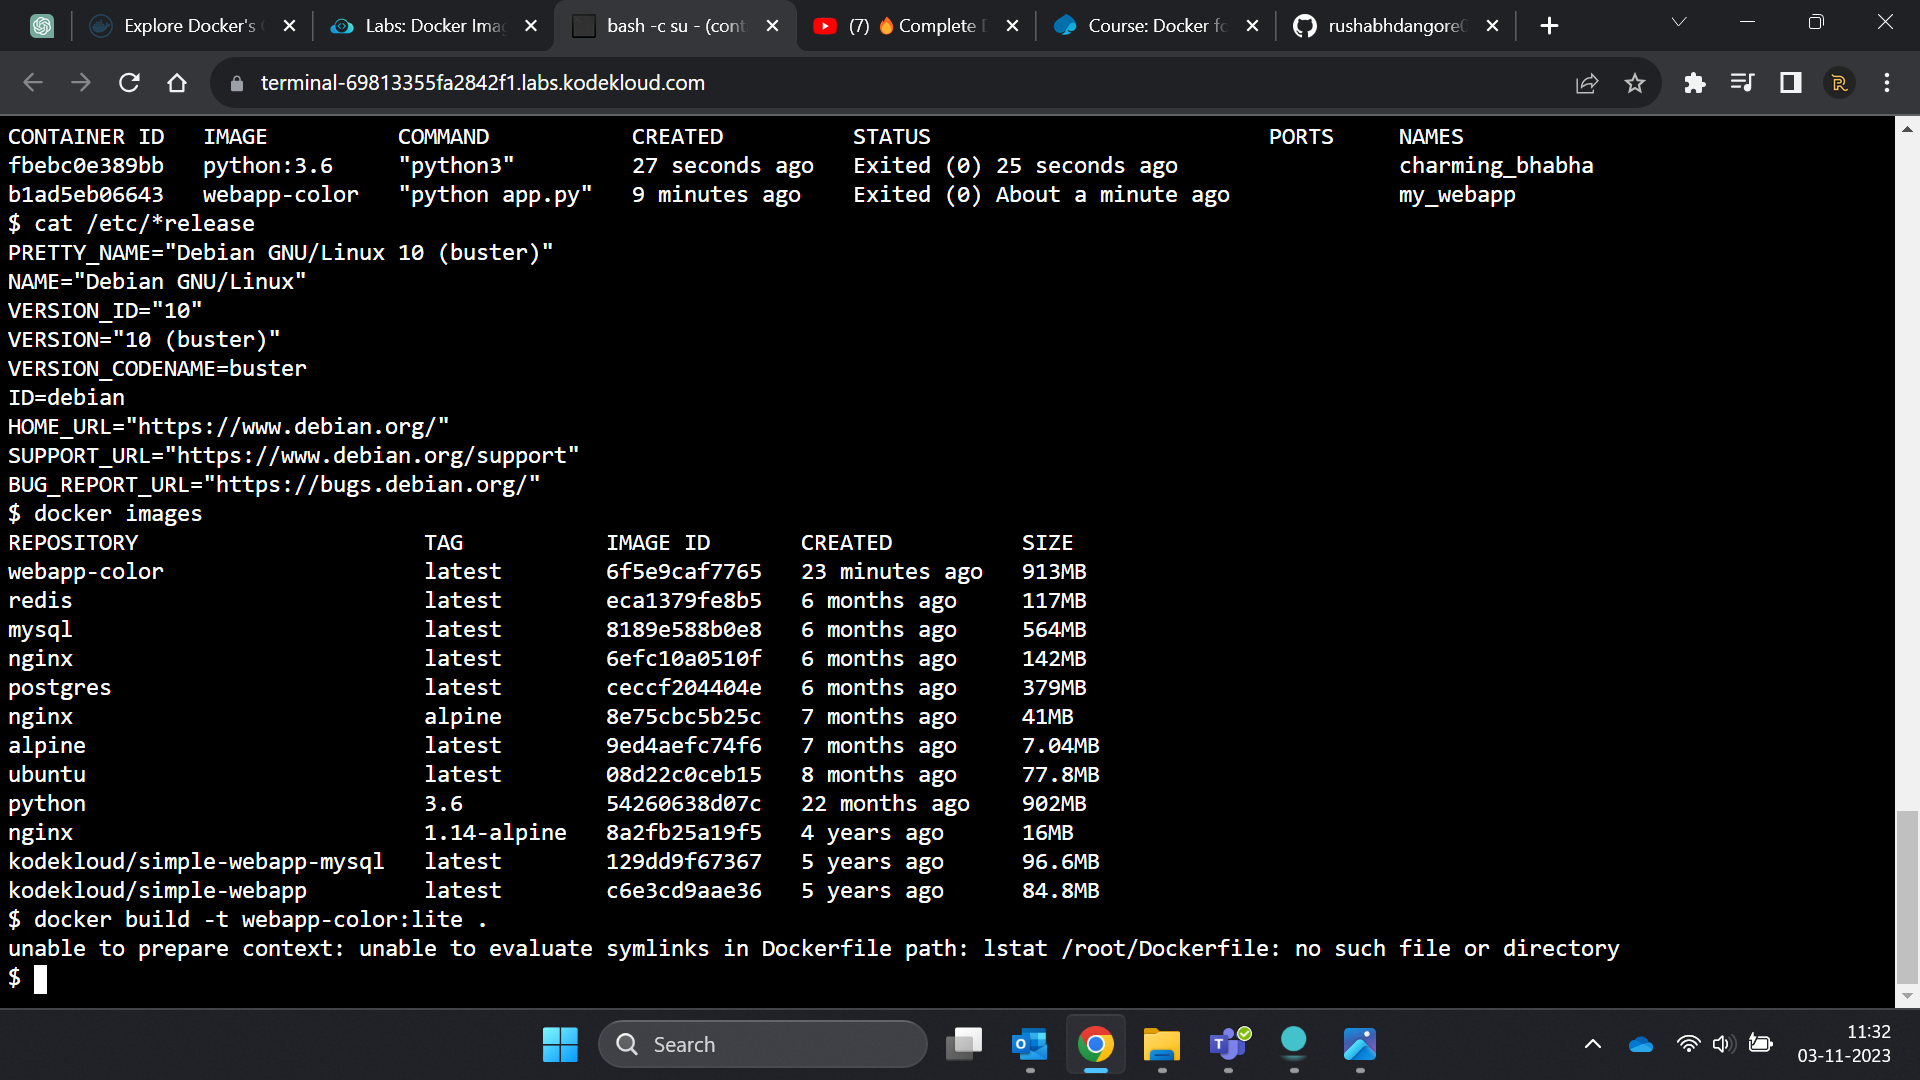 Explore Docker's
Labs: Docker Ima
bash -c su - (cont
(7) 🔥 Complete D
Course: Docker fo
rushabhdangore0
terminal-69813355fa2842f1.labs.kodekloud.com
CONTAINER ID IMAGE COMMAND CREATED STATUS PORTS NAMES
fbebc0e389bb python:3.6 "python3" 27 seconds ago Exited (0) 25 seconds ago charming_bhabha
b1ad5eb06643 webapp-color "python app.py" 9 minutes ago Exited (0) About a minute ago my_webapp
$ cat /etc/*release
PRETTY_NAME="Debian GNU/Linux 10 (buster)"
NAME="Debian GNU/Linux"
VERSION_ID="10"
VERSION="10 (buster)"
VERSION_CODENAME=buster
ID=debian
HOME_URL="https://www.debian.org/"
SUPPORT_URL="https://www.debian.org/support"
BUG_REPORT_URL="https://bugs.debian.org/"
$ docker images
REPOSITORY TAG IMAGE ID CREATED SIZE
webapp-color latest 6f5e9caf7765 23 minutes ago 913MB
redis latest eca1379fe8b5 6 months ago 117MB
mysql latest 8189e588b0e8 6 months ago 564MB
nginx latest 6efc10a0510f 6 months ago 142MB
postgres latest ceccf204404e 6 months ago 379MB
nginx alpine 8e75cbc5b25c 7 months ago 41MB
alpine latest 9ed4aefc74f6 7 months ago 7.04MB
ubuntu latest 08d22c0ceb15 8 months ago 77.8MB
python 3.6 54260638d07c 22 months ago 902MB
nginx 1.14-alpine 8a2fb25a19f5 4 years ago 16MB
kodekloud/simple-webapp-mysql latest 129dd9f67367 5 years ago 96.6MB
kodekloud/simple-webapp latest c6e3cd9aae36 5 years ago 84.8MB
$ docker build -t webapp-color:lite .
unable to prepare context: unable to evaluate symlinks in Dockerfile path: lstat /root/Dockerfile: no such file or directory
$
Search
11:32
03-11-2023